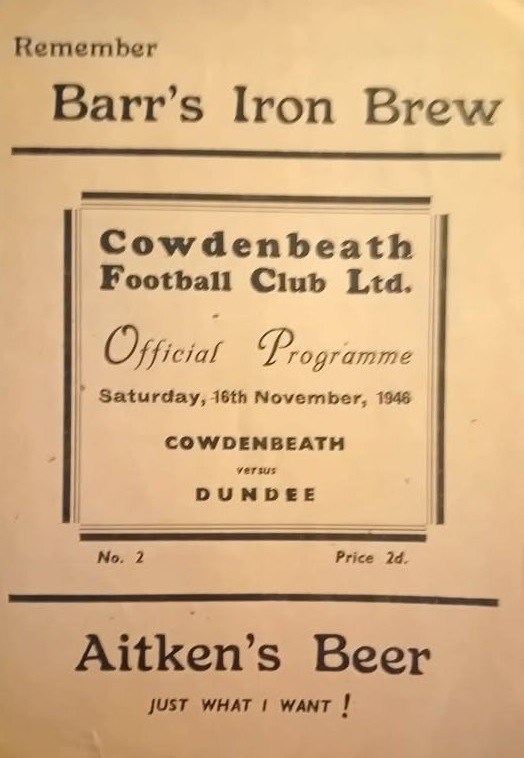 Remember
Barr's Iron Brew
Cowdenbeath
Football Club Ltd.
Official Programme
Saturday, 16th November, 1946
COWDENBEATH
versus
DUNDEE
No. 2 Price 2d.
Aitken's Beer
JUST WHAT I WANT !